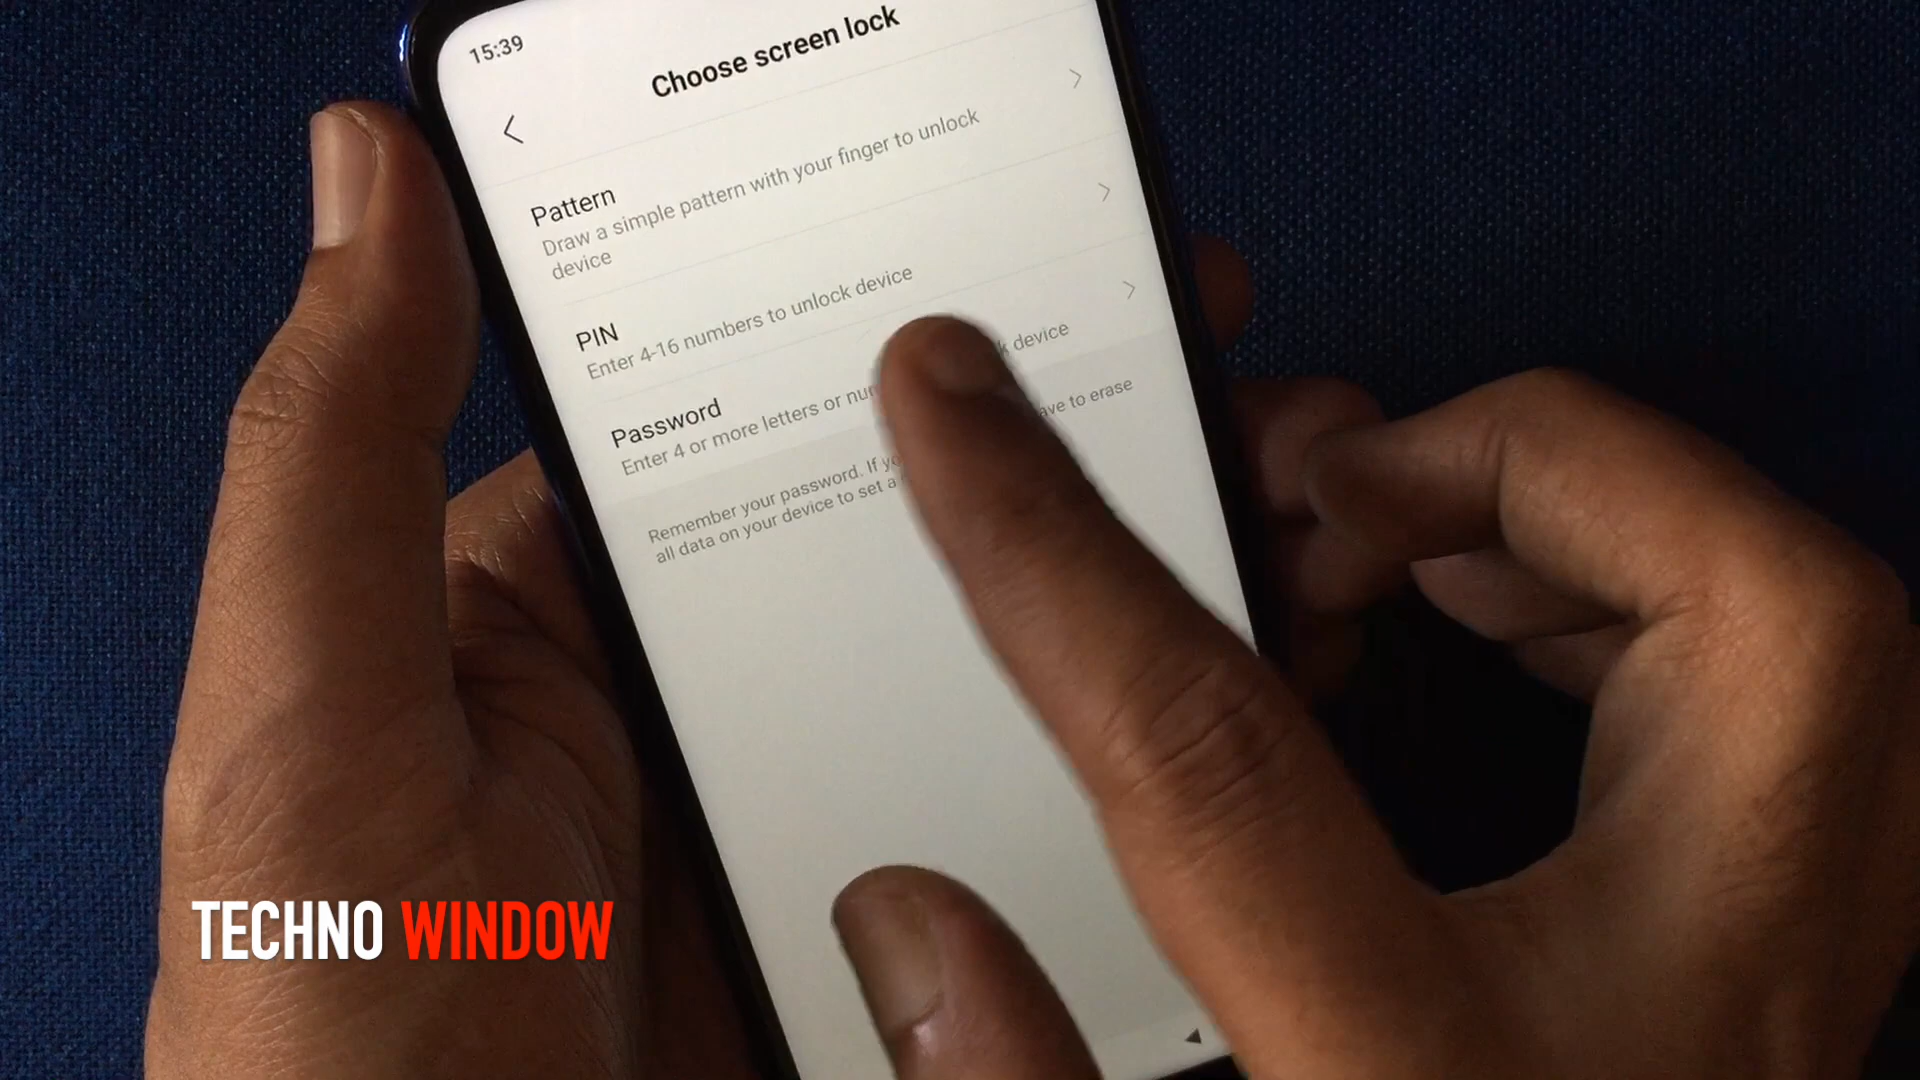 15:39
Choose screen lock
Pattern
Draw a simple pattern with your finger to unlock
device
PIN
Enter 4-16 numbers to unlock device
Password
Enter 4 or more letters or device
Remember your password. If to erase
all data on your device to set a
TECHNO WINDOW